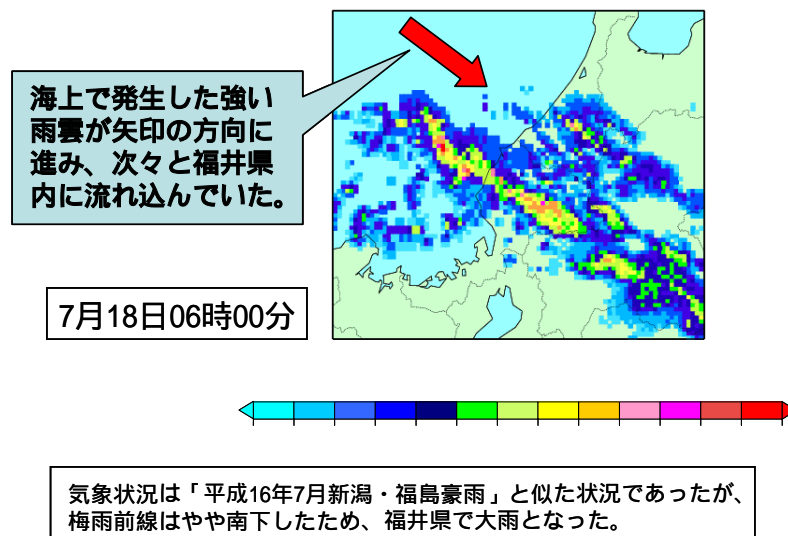 海上で発生した強い
雨雲が矢印の方向に
進み、次々と福井県
内に流れ込んでいた。
7月18日06時00分
気象状況は「平成16年7月新潟・福島豪雨」と似た状況であったが、
梅雨前線はやや南下したため、福井県で大雨となった。